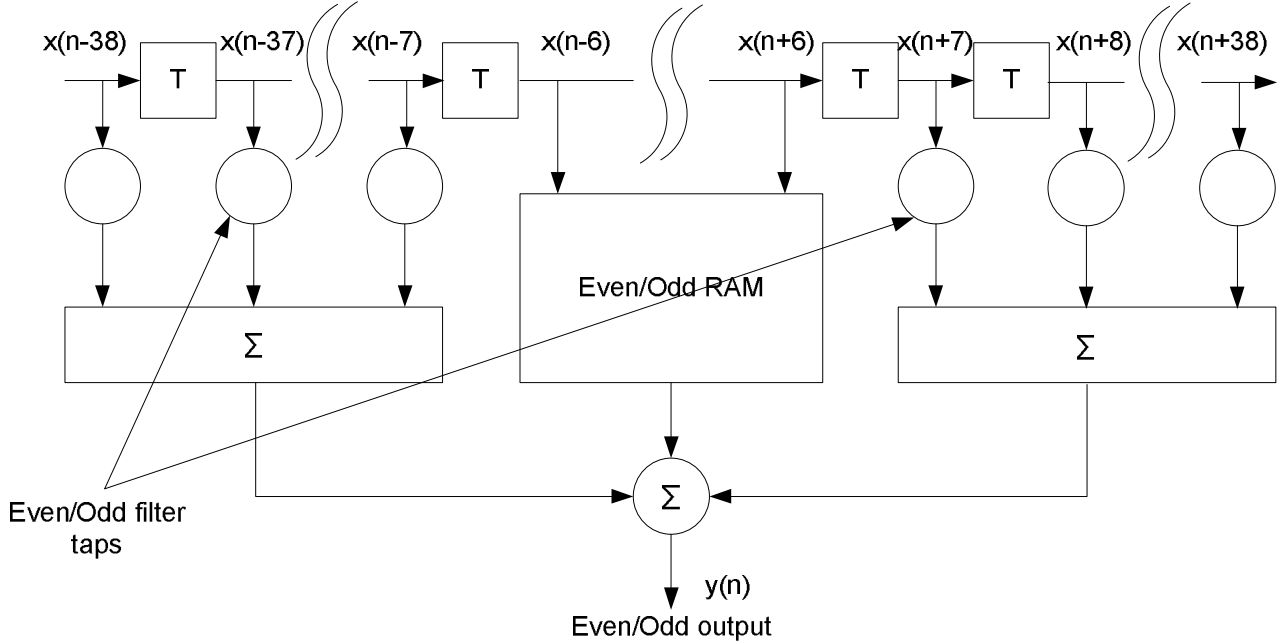 x(n-38)
x(n-37)
x(n-7)
x(n-6)
x(n+6)
x(n+7)
x(n+8)
x(n+38)
T
T
T
T
Even/Odd RAM
Σ
Σ
Σ
Even/Odd filter
taps
y(n)
Even/Odd output